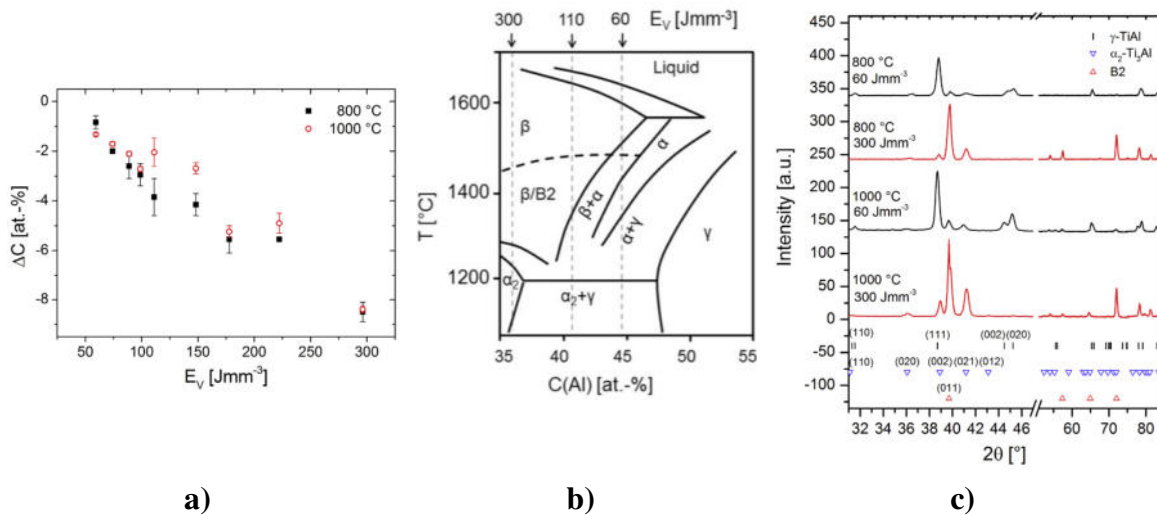 0
-2
-4
-6
-8
ΔC [at.-%]
50 100 150 200 250 300
E_V [Jmm⁻³]
800 °C
1000 °C
a)
300 110 60 E_V [Jmm⁻³]
Liquid
1600
1400
1200
T [°C]
β
β/B2
β+α
α
α+γ
γ
α₂
α₂+γ
35 40 45 50 55
C(Al) [at.-%]
b)
450
400
350
300
250
200
150
100
50
0
-50
-100
Intensity [a.u.]
γ-TiAl
α₂-Ti₃Al
B2
800 °C
60 Jmm⁻³
800 °C
300 Jmm⁻³
1000 °C
60 Jmm⁻³
1000 °C
300 Jmm⁻³
(110) (111) (002) (020)
(110) (020) (002) (021) (012)
(011)
32 34 36 38 40 42 44 46 60 70 80
2θ [°]
c)